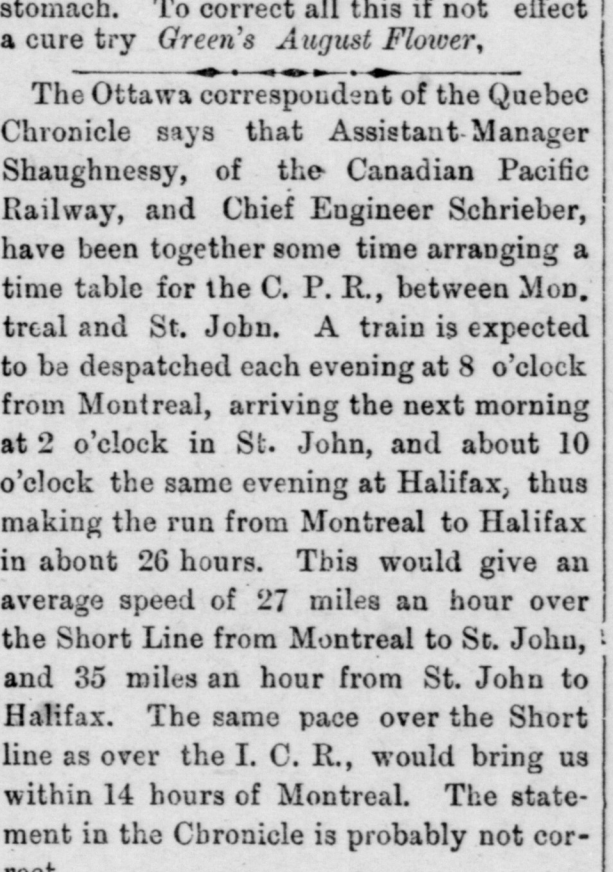 stomach. To correct all this if not effect
a cure try Green's August Flower,
The Ottawa correspondent of the Quebec
Chronicle says that Assistant-Manager
Shaughnessy, of the Canadian Pacific
Railway, and Chief Engineer Schrieber,
have been together some time arranging a
time table for the C. P. R., between Mon.
treal and St. John. A train is expected
to be despatched each evening at 8 o'clock
from Montreal, arriving the next morning
at 2 o'clock in St. John, and about 10
o'clock the same evening at Halifax, thus
making the run from Montreal to Halifax
in about 26 hours. This would give an
average speed of 27 miles an hour over
the Short Line from Montreal to St. John,
and 35 miles an hour from St. John to
Halifax. The same pace over the Short
line as over the I. C. R., would bring us
within 14 hours of Montreal. The state-
ment in the Chronicle is probably not cor-
rect